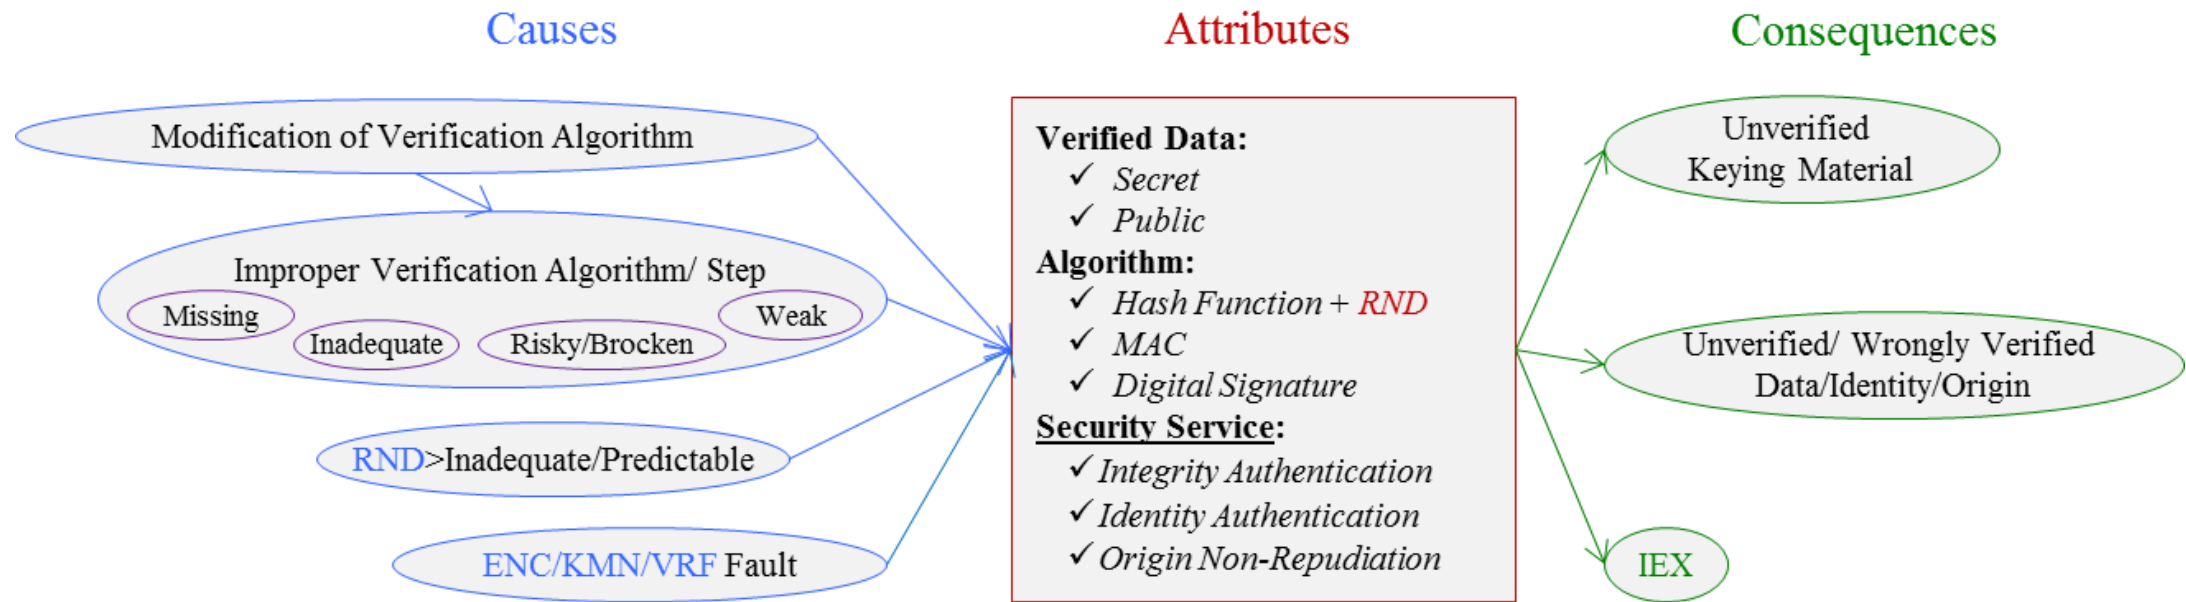 Causes
Attributes
Consequences
Modification of Verification Algorithm
Improper Verification Algorithm/ Step
Missing
Inadequate
Risky/Brocken
Weak
RND>Inadequate/Predictable
ENC/KMN/VRF Fault
Verified Data:
✓ Secret
✓ Public
Algorithm:
✓ Hash Function + RND
✓ MAC
✓ Digital Signature
Security Service:
✓ Integrity Authentication
✓ Identity Authentication
✓ Origin Non-Repudiation
Unverified
Keying Material
Unverified/ Wrongly Verified
Data/Identity/Origin
IEX